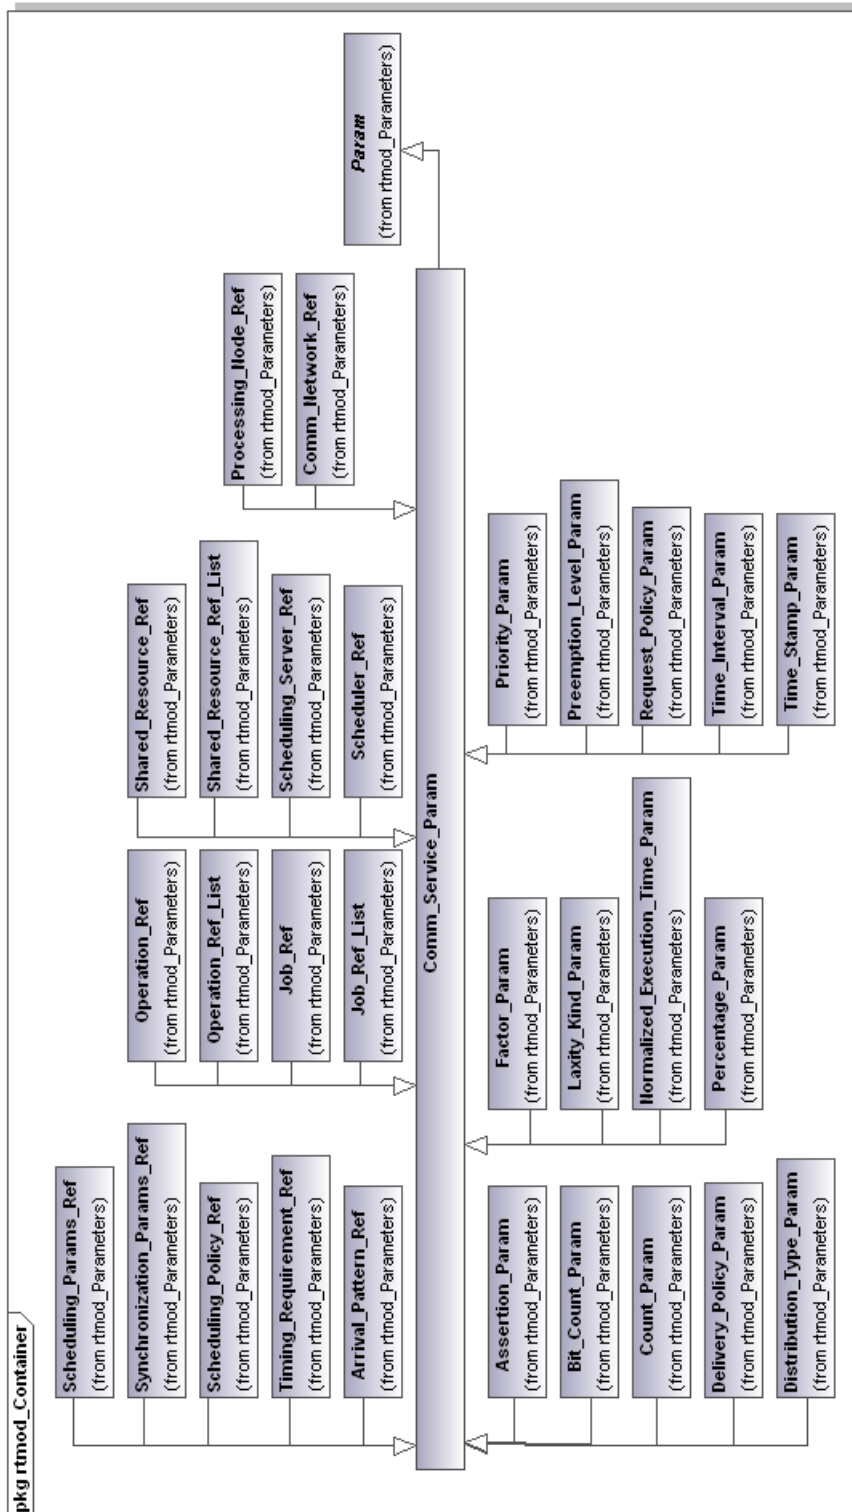 pkg rtmod_Container
Scheduling_Params_Ref
(from rtmod_Parameters)
Synchronization_Params_Ref
(from rtmod_Parameters)
Scheduling_Policy_Ref
(from rtmod_Parameters)
Timing_Requirement_Ref
(from rtmod_Parameters)
Arrival_Pattern_Ref
(from rtmod_Parameters)
Operation_Ref
(from rtmod_Parameters)
Operation_Ref_List
(from rtmod_Parameters)
Job_Ref
(from rtmod_Parameters)
Job_Ref_List
(from rtmod_Parameters)
Shared_Resource_Ref
(from rtmod_Parameters)
Shared_Resource_Ref_List
(from rtmod_Parameters)
Scheduling_Server_Ref
(from rtmod_Parameters)
Scheduler_Ref
(from rtmod_Parameters)
Processing_Node_Ref
(from rtmod_Parameters)
Comm_Network_Ref
(from rtmod_Parameters)
Param
(from rtmod_Parameters)
Comm_Service_Param
Assertion_Param
(from rtmod_Parameters)
Bit_Count_Param
(from rtmod_Parameters)
Count_Param
(from rtmod_Parameters)
Delivery_Policy_Param
(from rtmod_Parameters)
Distribution_Type_Param
(from rtmod_Parameters)
Factor_Param
(from rtmod_Parameters)
Laxity_Kind_Param
(from rtmod_Parameters)
Normalized_Execution_Time_Param
(from rtmod_Parameters)
Percentage_Param
(from rtmod_Parameters)
Priority_Param
(from rtmod_Parameters)
Preemption_Level_Param
(from rtmod_Parameters)
Request_Policy_Param
(from rtmod_Parameters)
Time_Interval_Param
(from rtmod_Parameters)
Time_Stamp_Param
(from rtmod_Parameters)